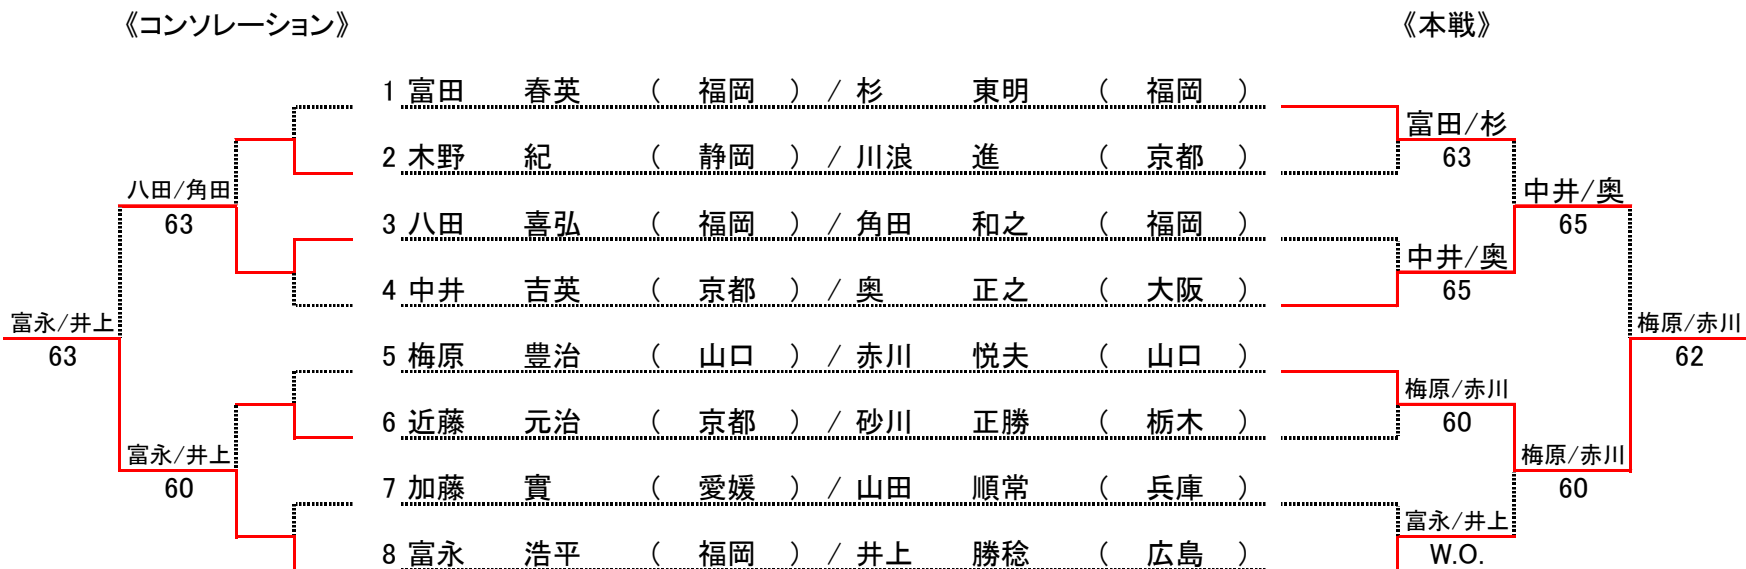 《コンソレーション》 《本戦》
1 富田 春英 ( 福岡 ) / 杉 東明 ( 福岡 )
富田/杉
2 木野 紀 ( 静岡 ) / 川浪 進 ( 京都 )
63
八田/角田
中井/奥
63
3 八田 喜弘 ( 福岡 ) / 角田 和之 ( 福岡 )
65
中井/奥
4 中井 吉英 ( 京都 ) / 奥 正之 ( 大阪 )
65
富永/井上
梅原/赤川
63
5 梅原 豊治 ( 山口 ) / 赤川 悦夫 ( 山口 )
62
梅原/赤川
6 近藤 元治 ( 京都 ) / 砂川 正勝 ( 栃木 )
60
富永/井上
梅原/赤川
60
7 加藤 實 ( 愛媛 ) / 山田 順常 ( 兵庫 )
60
富永/井上
8 富永 浩平 ( 福岡 ) / 井上 勝稔 ( 広島 )
W.O.